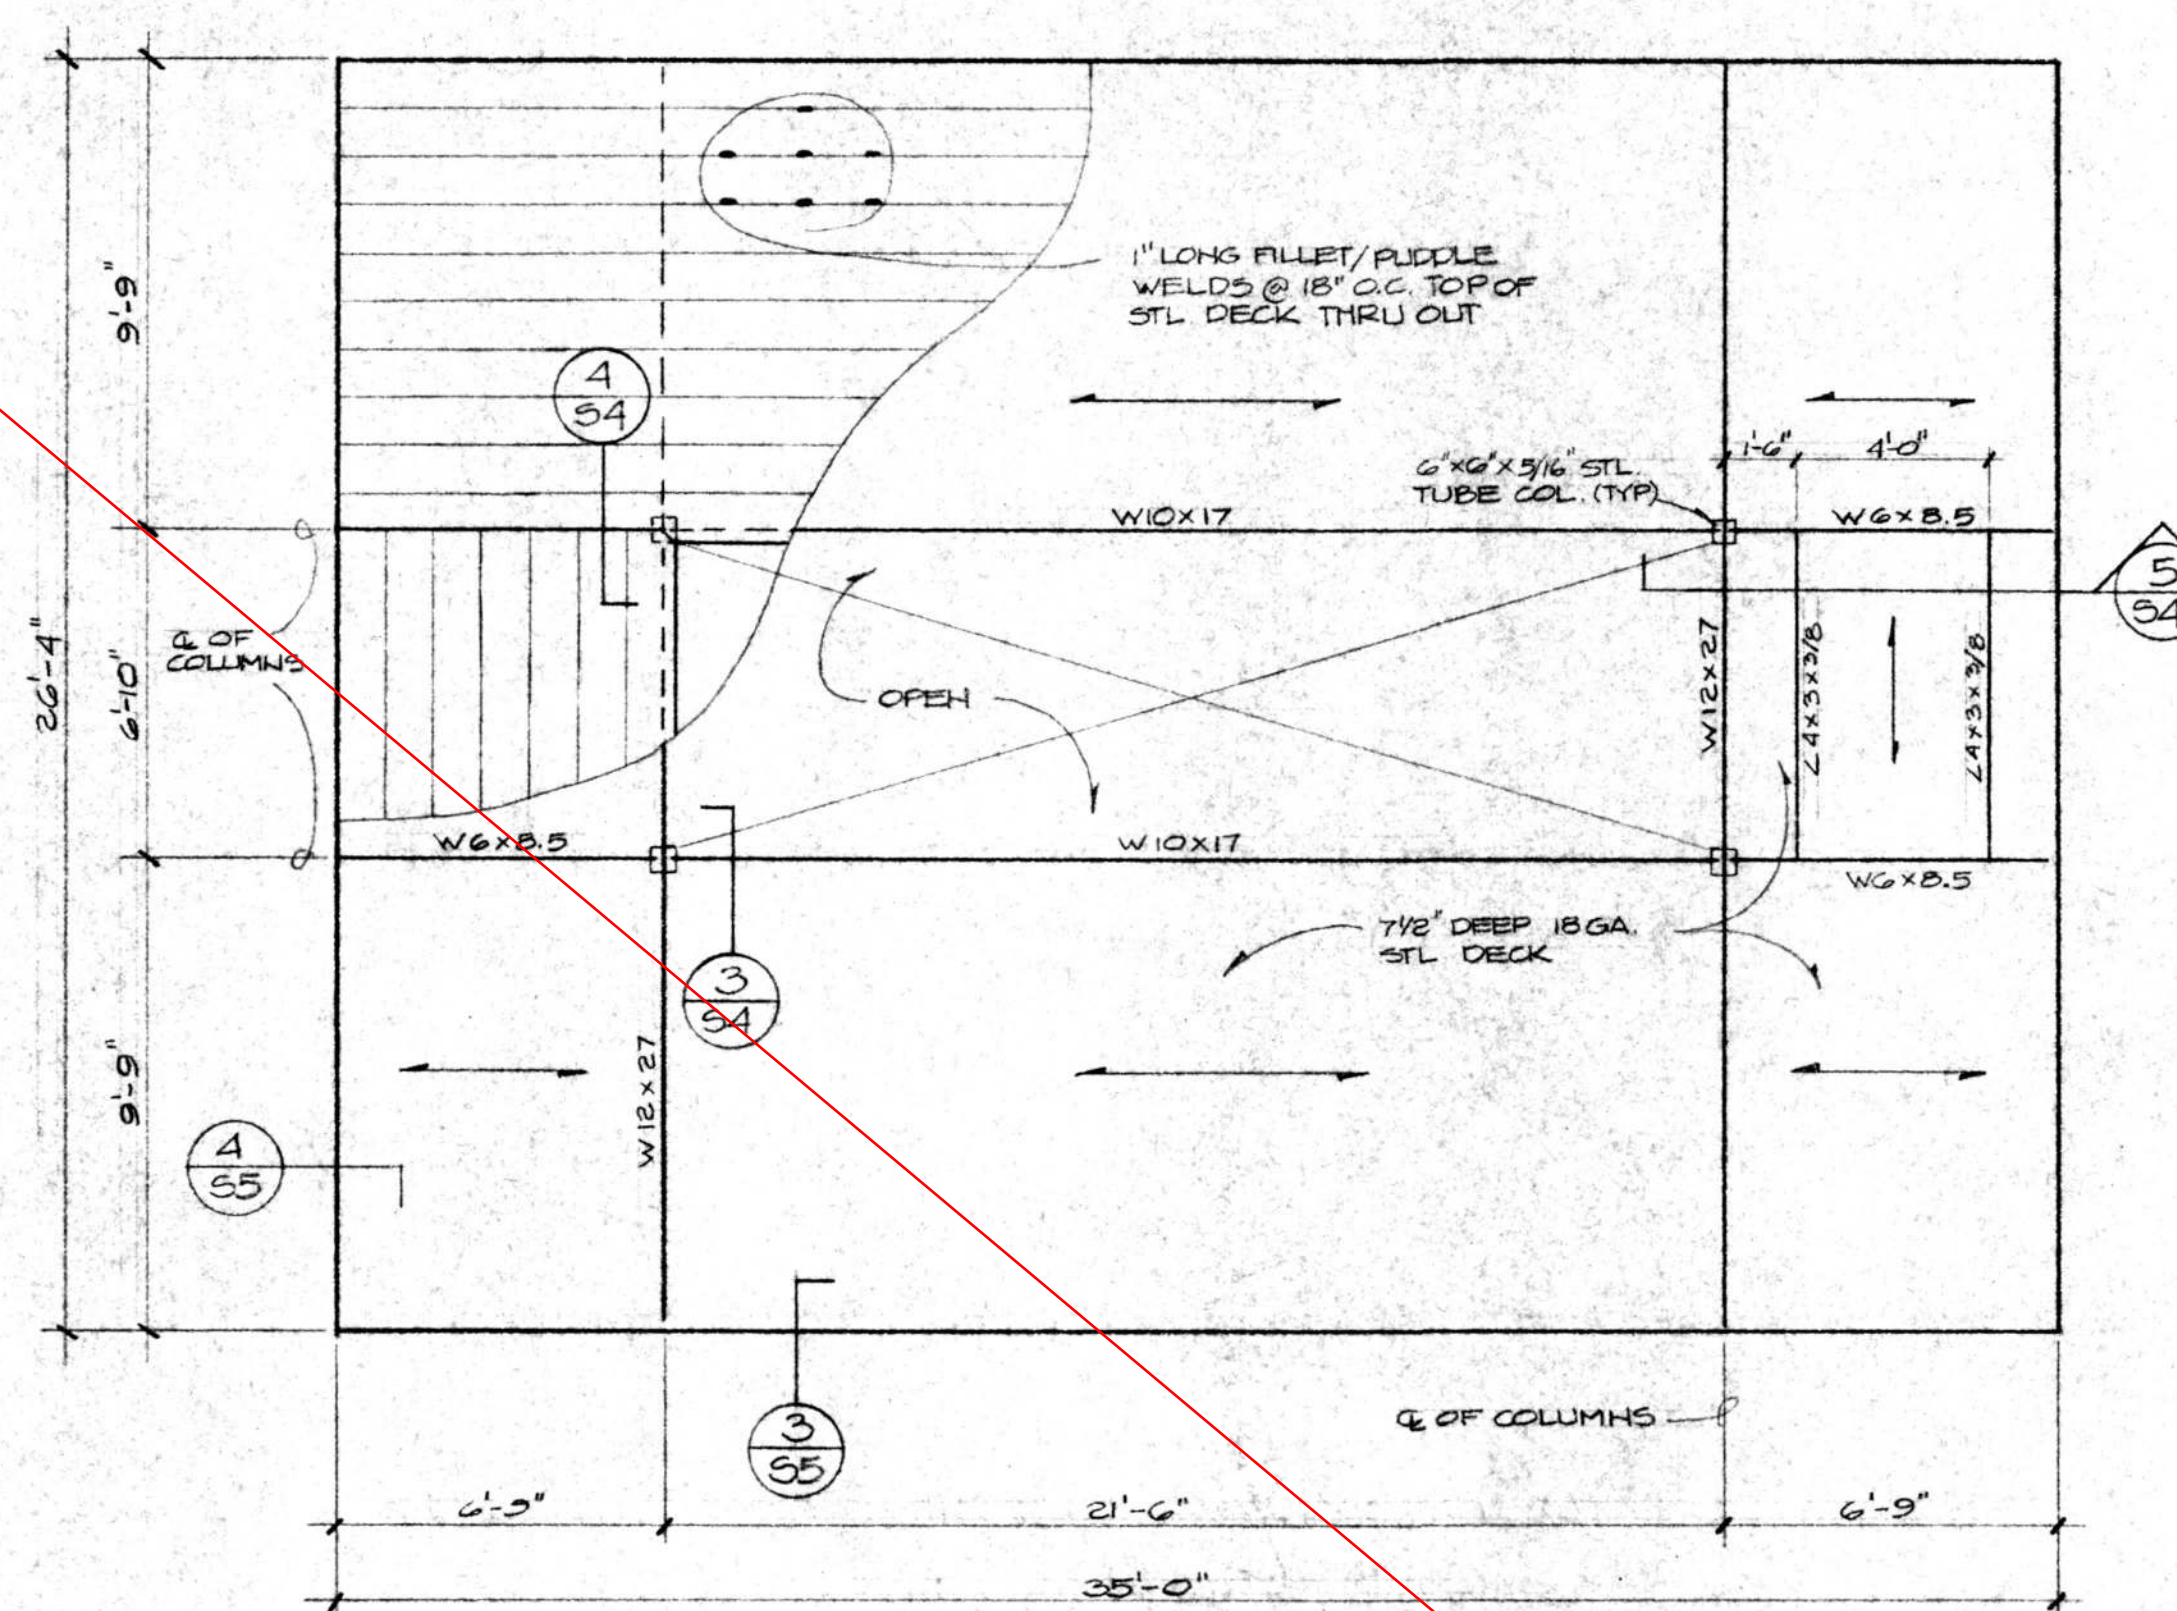 9'-9"
1" LONG FILLET/PUDDLE
WELDS @ 18" O.C. TOP OF
STL. DECK THRU OUT
4
S4
1'-6"
4'-0"
6"x6"x5/16" STL.
TUBE COL. (TYP)
W10x17
W6x8.5
5
S4
26'-4"
6'-10"
℄ OF
COLUMNS
OPEN
W12x27
∠4x3x3/8
∠4x3x3/8
W6x8.5
W10x17
W6x8.5
7 1/2" DEEP 18 GA.
STL DECK
3
S4
9'-9"
W12x27
4
S5
3
S5
℄ OF COLUMNS
6'-9"
21'-6"
6'-9"
35'-0"